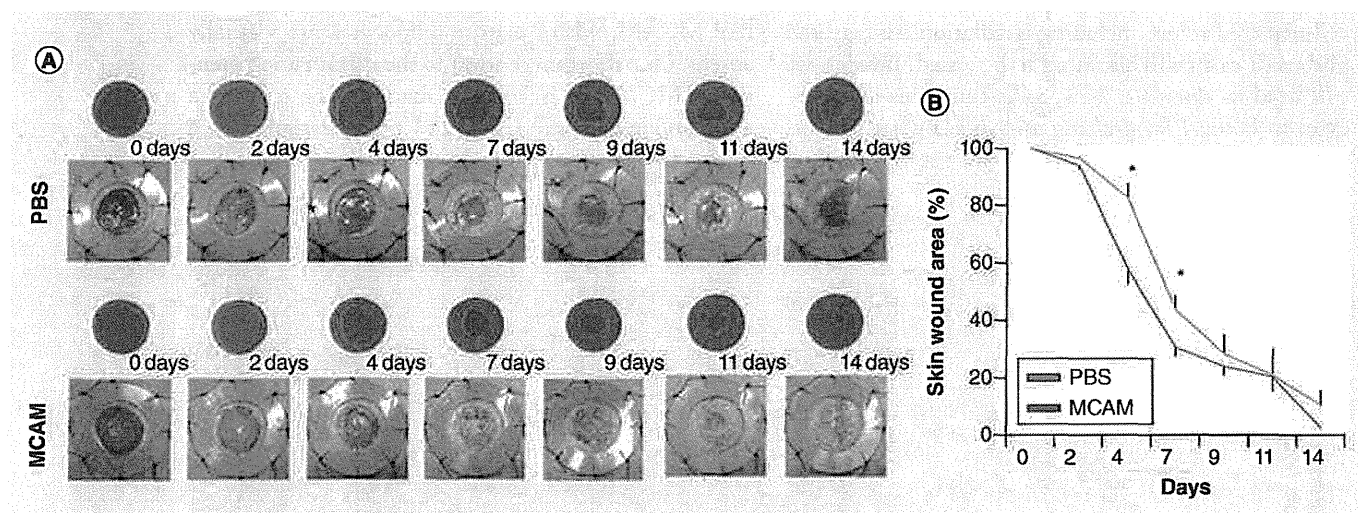 A
0 days 2 days 4 days 7 days 9 days 11 days 14 days
PBS
0 days 2 days 4 days 7 days 9 days 11 days 14 days
MCAM
B
Skin wound area (%)
100
80
60
40
20
0
*
*
PBS
MCAM
0 2 4 7 9 11 14
Days